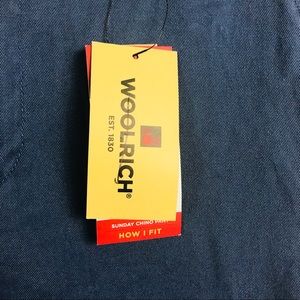 WOOLRICH®
EST. 1830
SUNDAY CHINO PANT
HOW I FIT